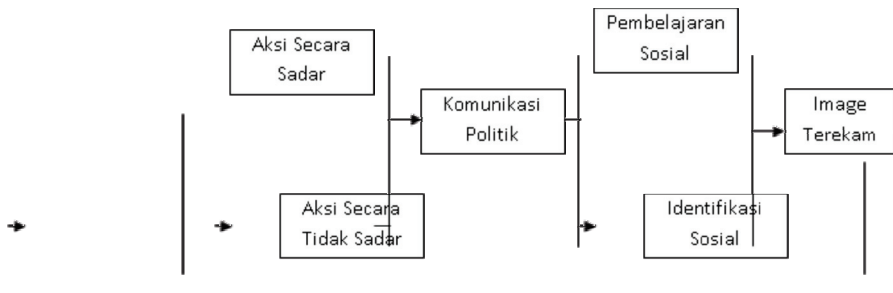 Aksi Secara
Sadar
Aksi Secara
Tidak Sadar
Komunikasi
Politik
Pembelajaran
Sosial
Identifikasi
Sosial
Image
Terekam